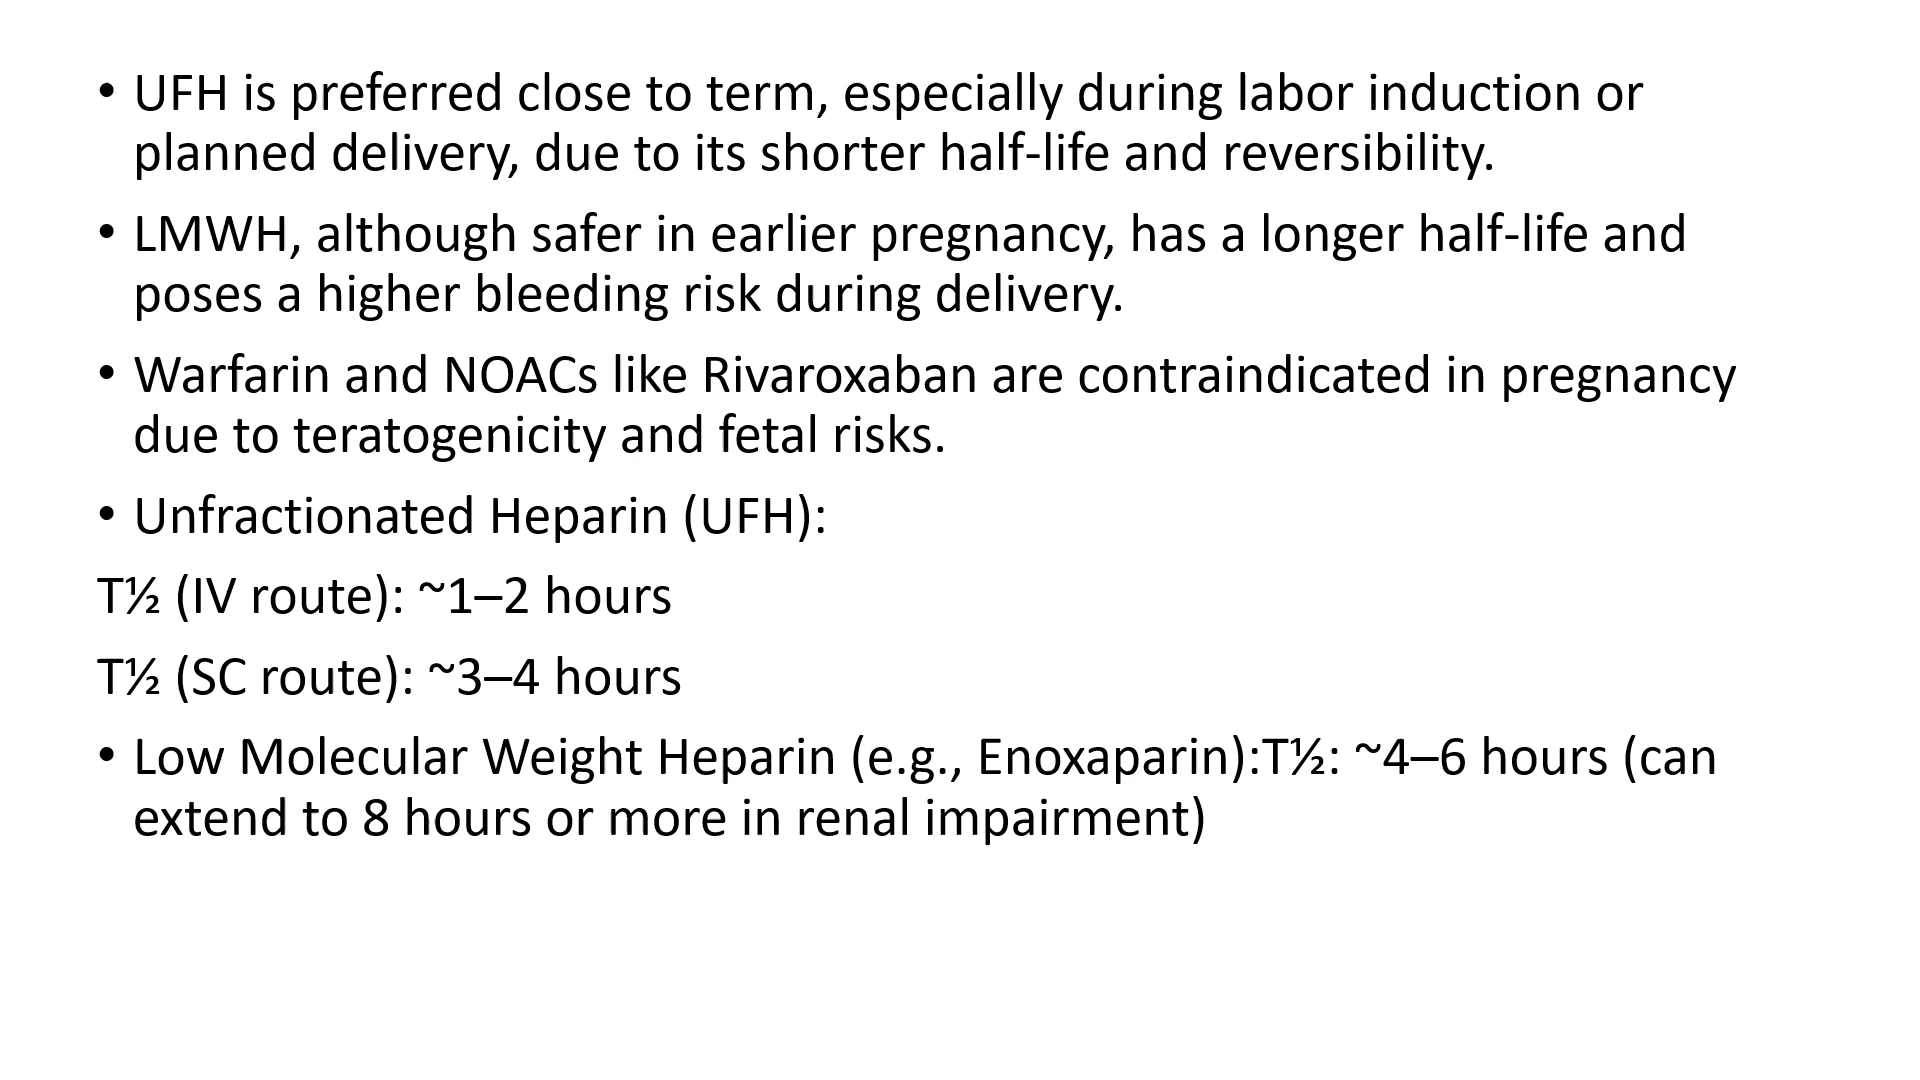 • UFH is preferred close to term, especially during labor induction or
planned delivery, due to its shorter half-life and reversibility.
• LMWH, although safer in earlier pregnancy, has a longer half-life and
poses a higher bleeding risk during delivery.
• Warfarin and NOACs like Rivaroxaban are contraindicated in pregnancy
due to teratogenicity and fetal risks.
• Unfractionated Heparin (UFH):
T½ (IV route): ~1–2 hours
T½ (SC route): ~3–4 hours
• Low Molecular Weight Heparin (e.g., Enoxaparin):T½: ~4–6 hours (can
extend to 8 hours or more in renal impairment)